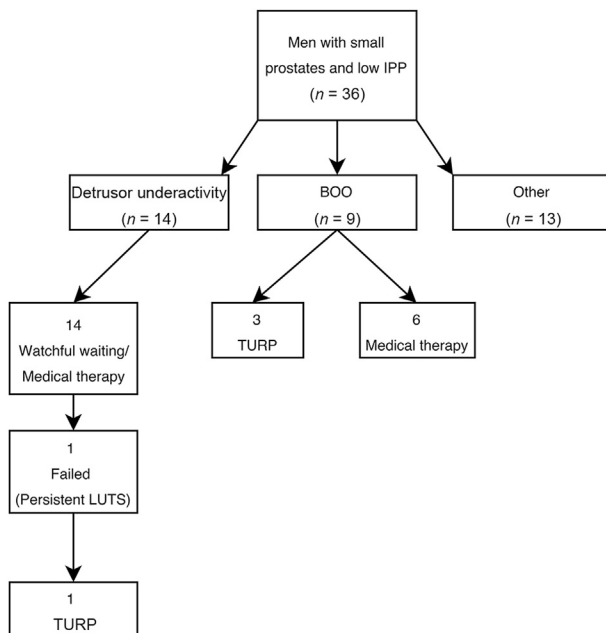 Men with small
prostates and low IPP
(n = 36)
Detrusor underactivity
(n = 14)
BOO
(n = 9)
Other
(n = 13)
14
Watchful waiting/
Medical therapy
3
TURP
6
Medical therapy
1
Failed
(Persistent LUTS)
1
TURP